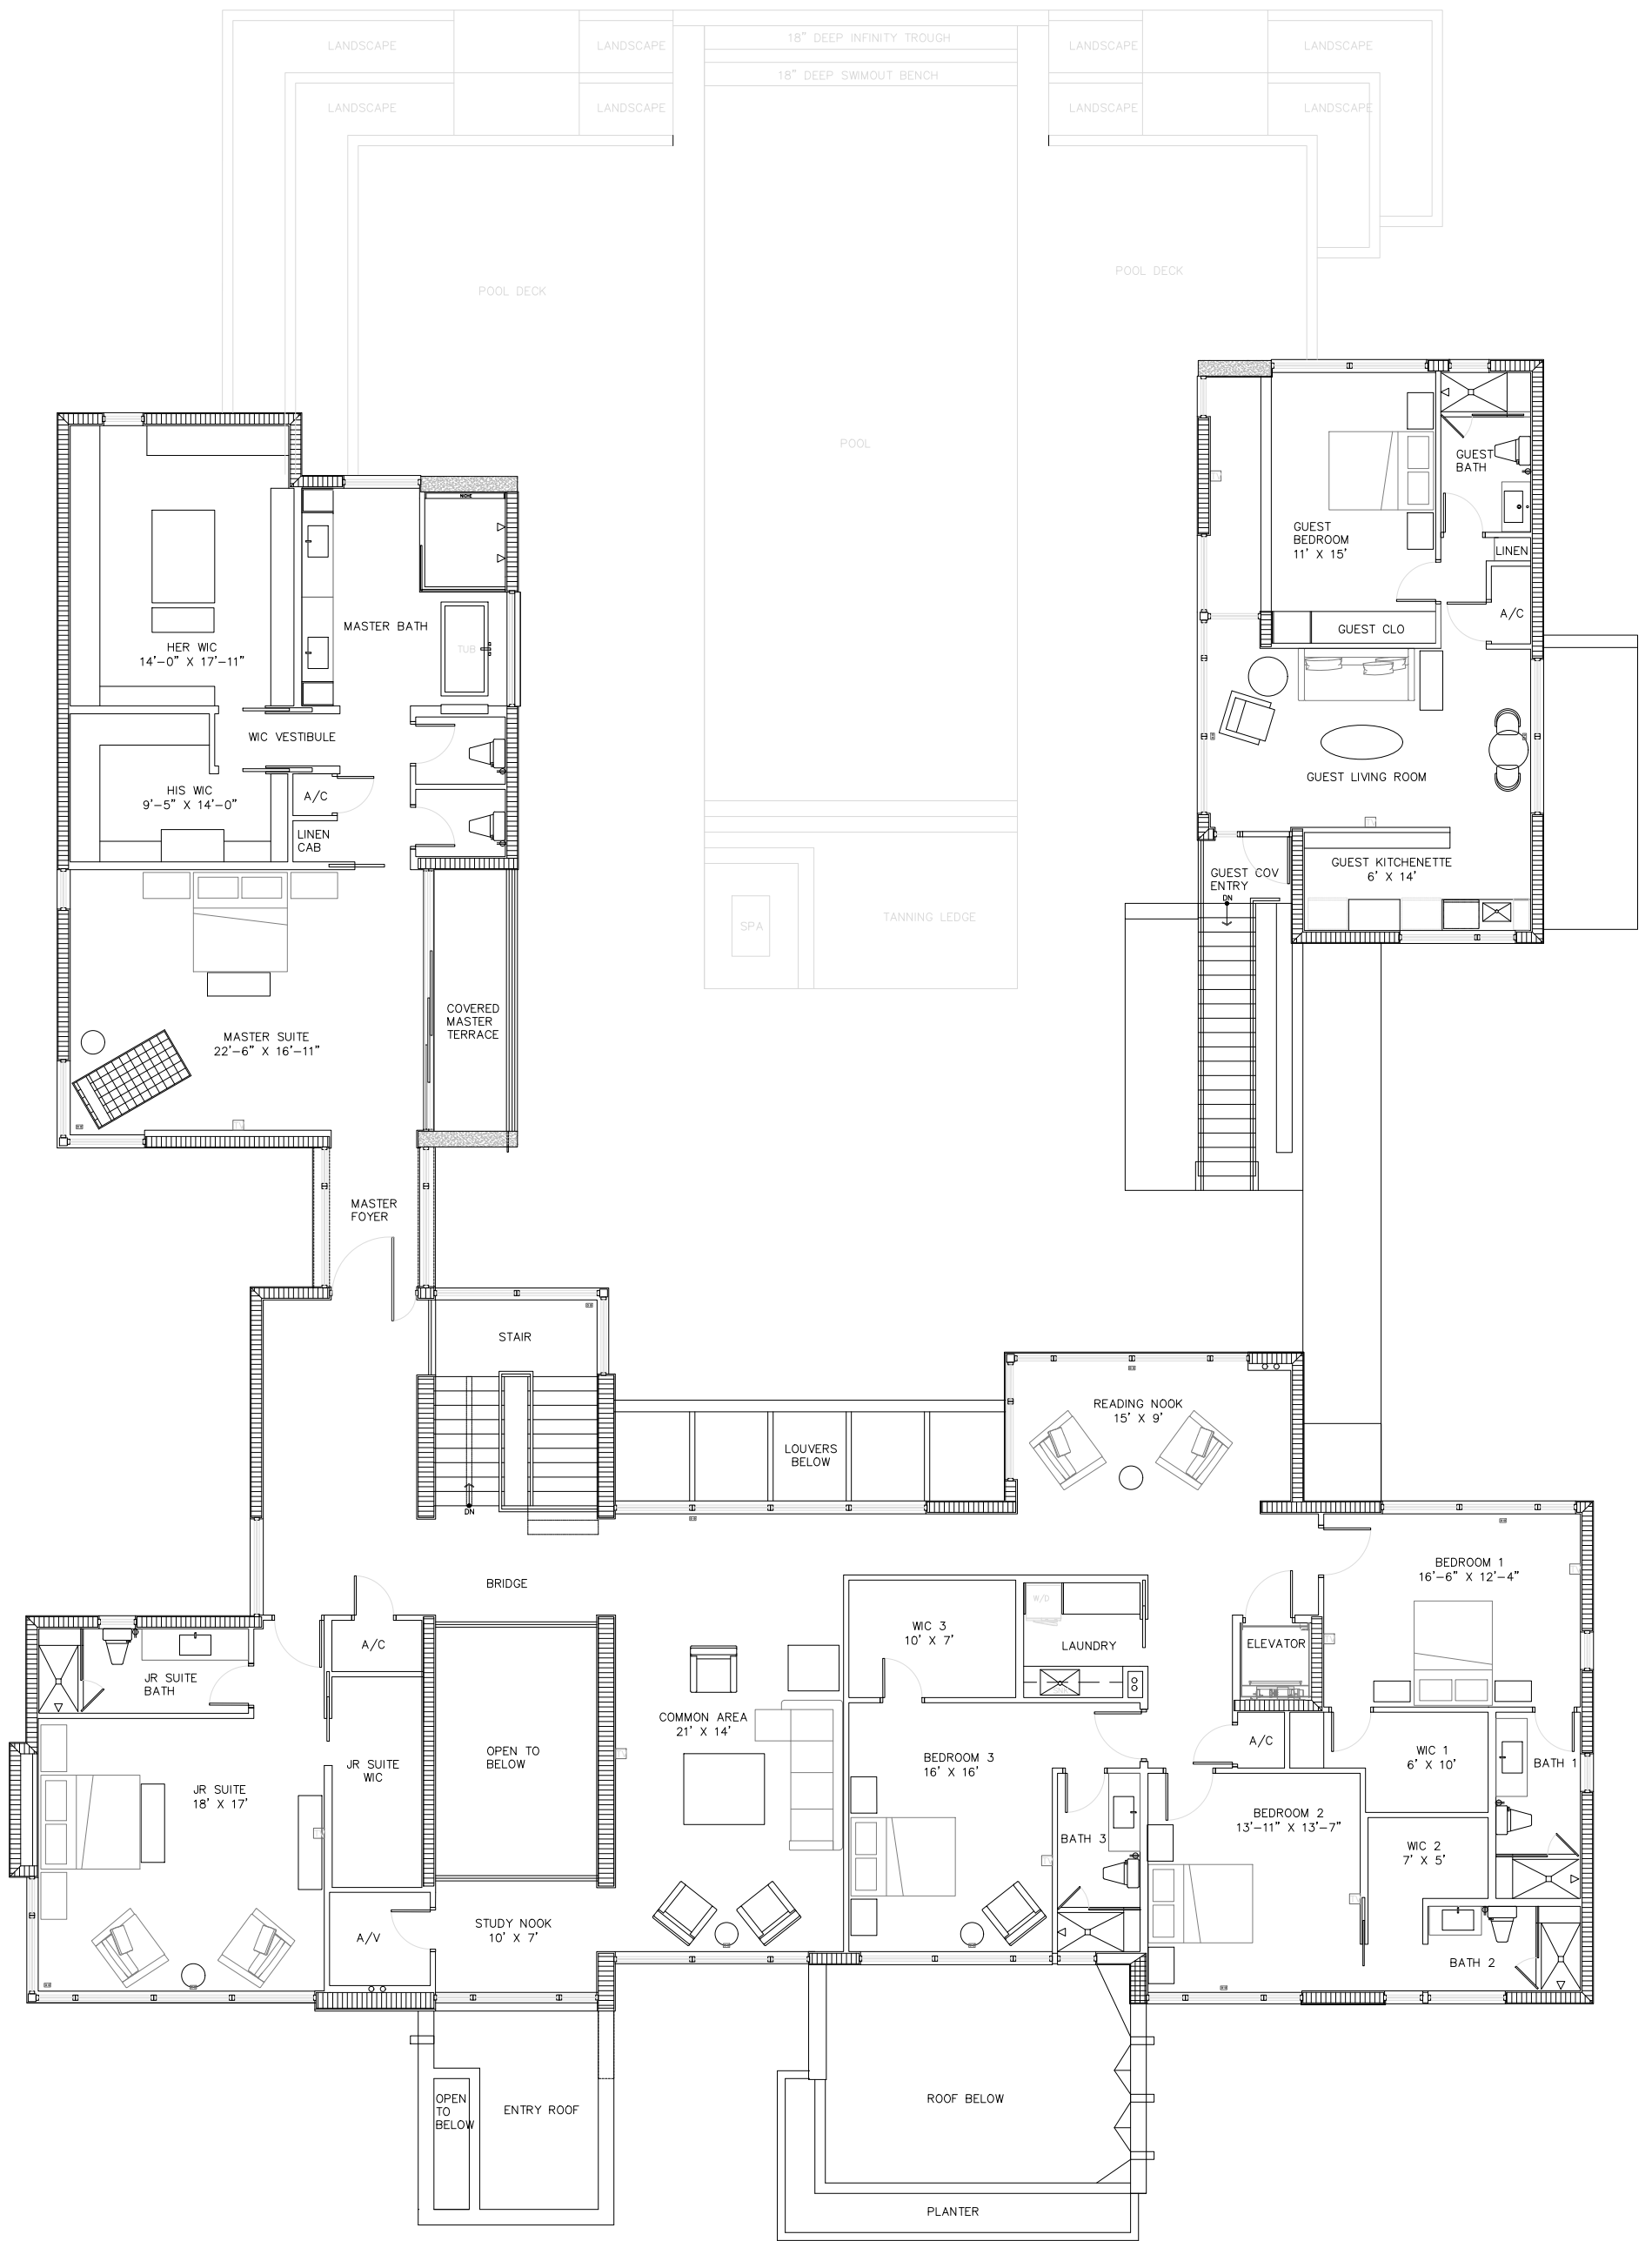 18" DEEP INFINITY TROUGH
LANDSCAPE
LANDSCAPE
LANDSCAPE
LANDSCAPE
18" DEEP SWIMOUT BENCH
LANDSCAPE
LANDSCAPE
LANDSCAPE
LANDSCAPE
POOL DECK
POOL DECK
POOL
GUEST
BATH
NICHE
GUEST
BEDROOM
11' X 15'
LINEN
A/C
GUEST CLO
MASTER BATH
TUB
HER WIC
14'-0" X 17'-11"
WIC VESTIBULE
GUEST LIVING ROOM
HIS WIC
9'-5" X 14'-0"
A/C
LINEN
CAB
GUEST KITCHENETTE
6' X 14'
GUEST COV
ENTRY
DN
TANNING LEDGE
SPA
COVERED
MASTER
TERRACE
MASTER SUITE
22'-6" X 16'-11"
MASTER
FOYER
STAIR
READING NOOK
15' X 9'
LOUVERS
BELOW
DN
BEDROOM 1
16'-6" X 12'-4"
BRIDGE
W/D
WIC 3
10' X 7'
LAUNDRY
ELEVATOR
A/C
JR SUITE
BATH
COMMON AREA
21' X 14'
A/C
OPEN TO
BELOW
BEDROOM 3
16' X 16'
WIC 1
6' X 10'
BATH 1
JR SUITE
WIC
JR SUITE
18' X 17'
BEDROOM 2
13'-11" X 13'-7"
BATH 3
WIC 2
7' X 5'
STUDY NOOK
10' X 7'
A/V
BATH 2
OPEN
TO
BELOW
ENTRY ROOF
ROOF BELOW
PLANTER